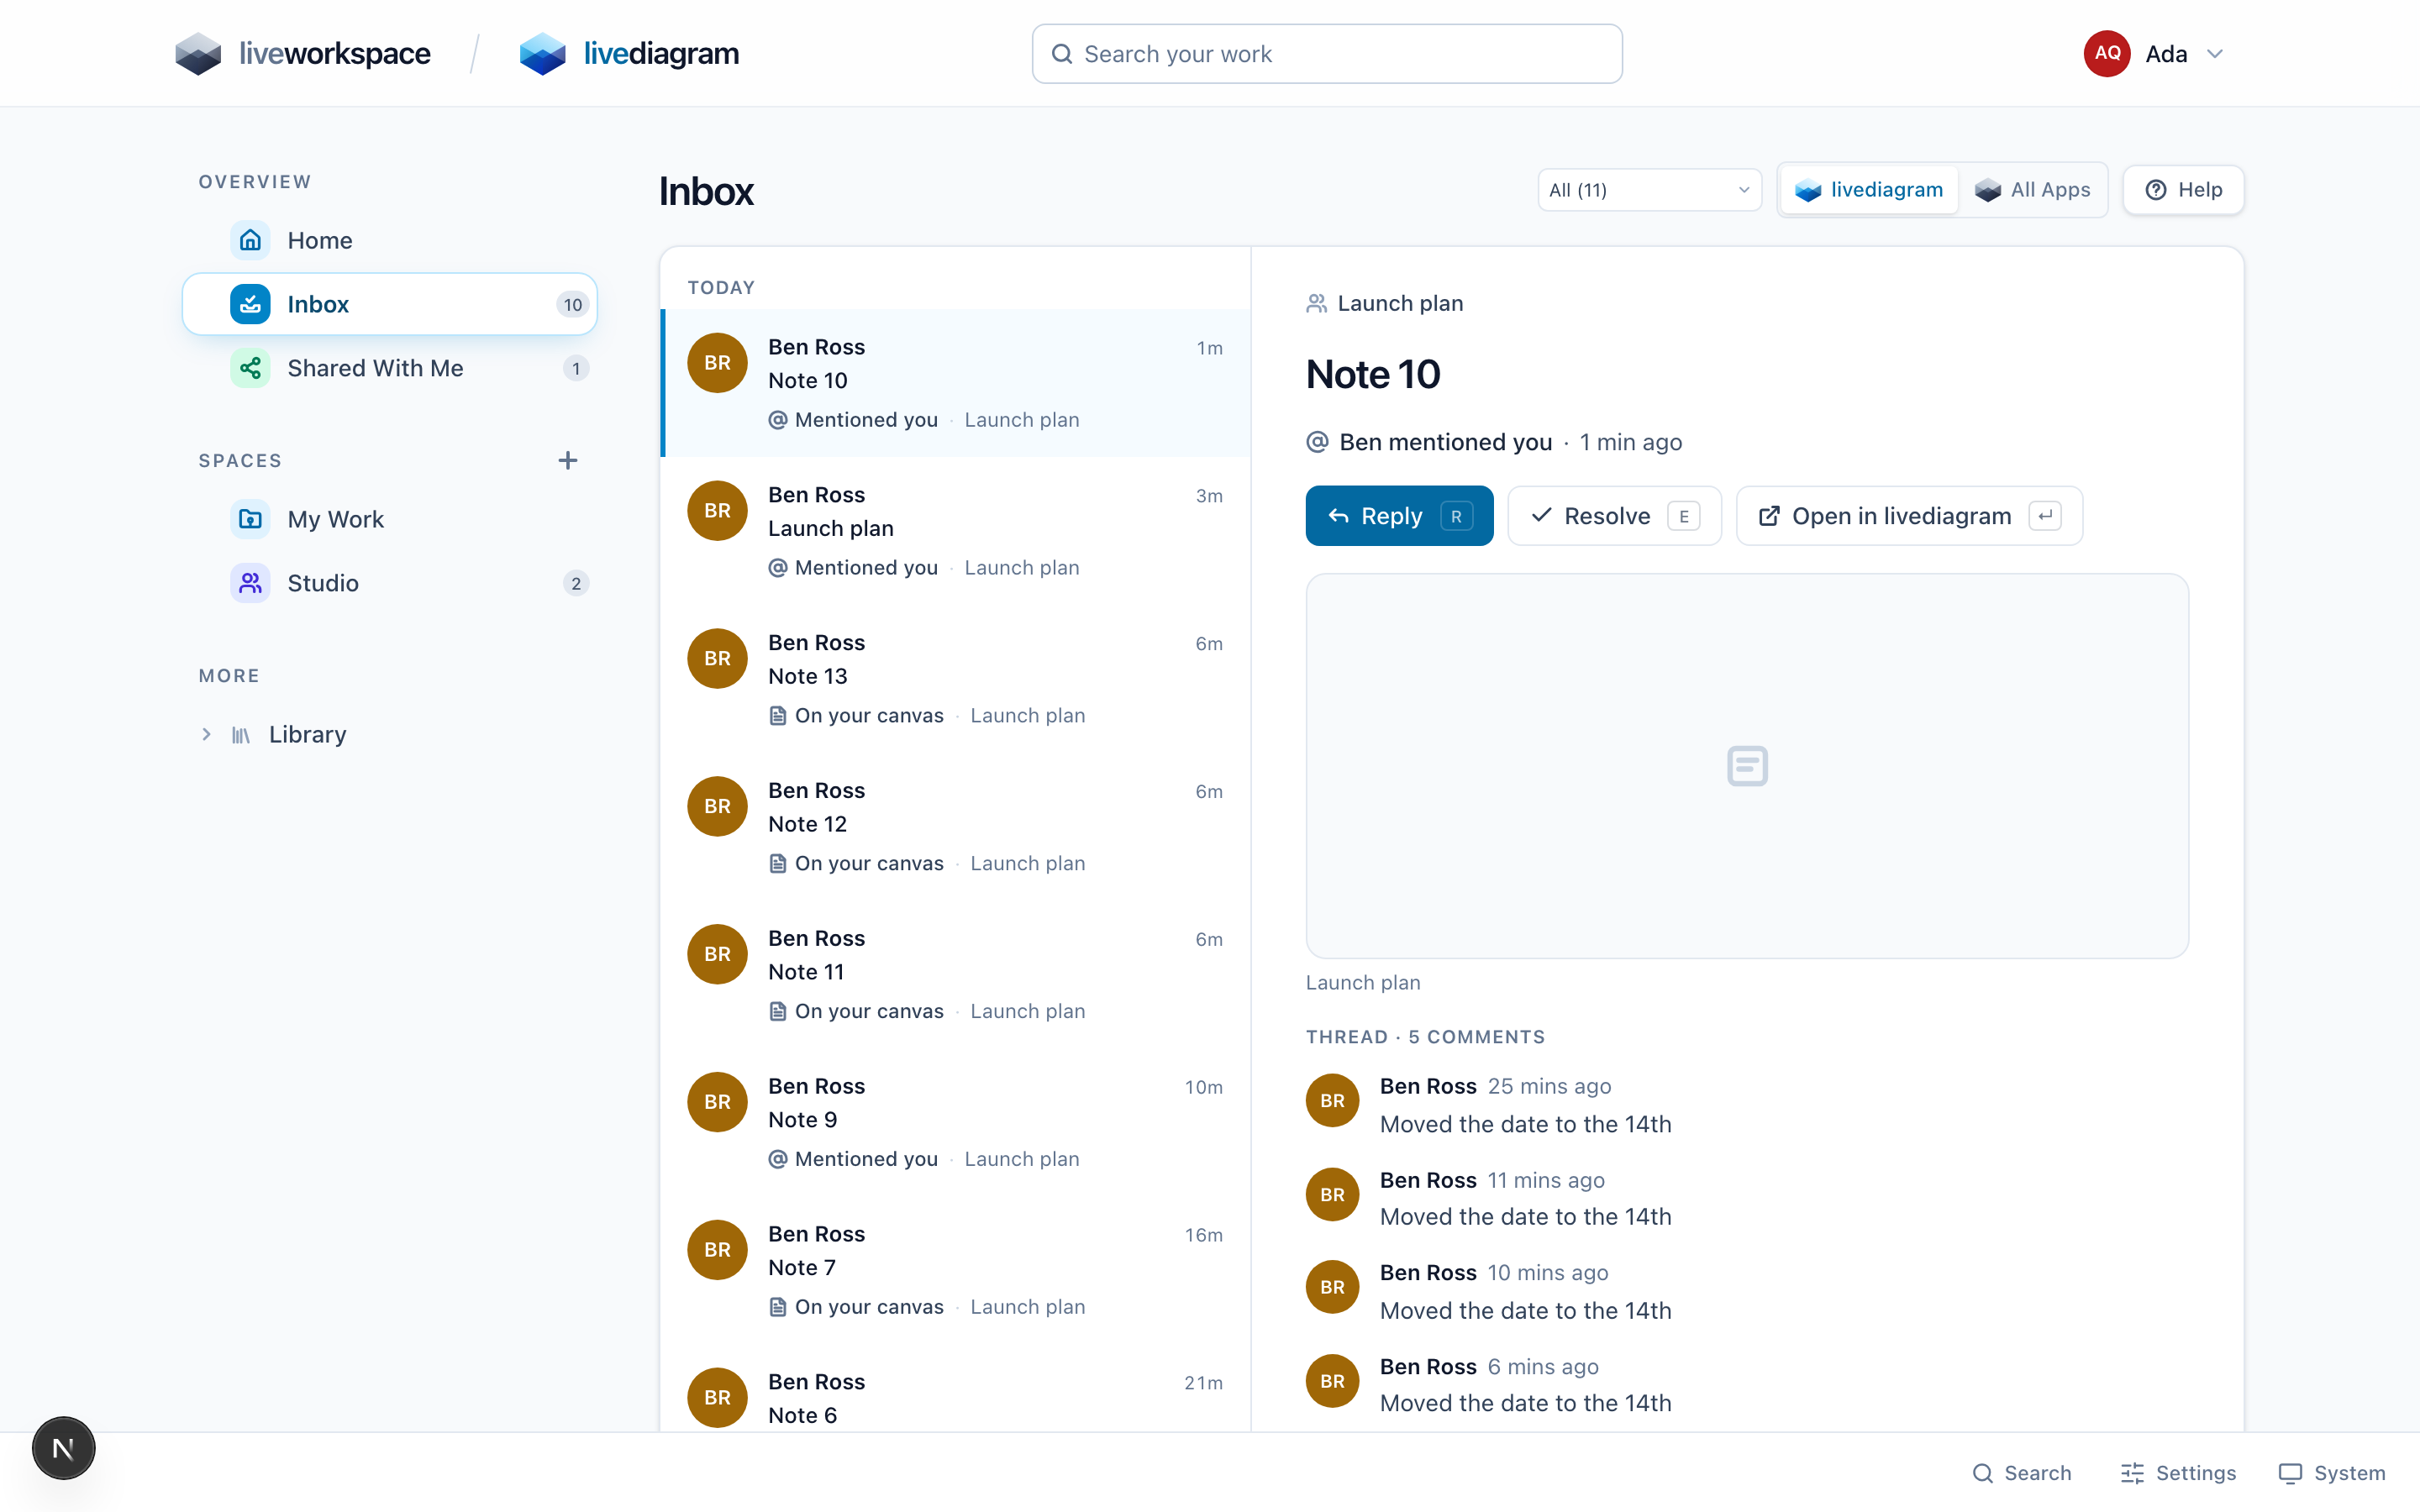 liveworkspace / livediagram
Search your work
AQ Ada
OVERVIEW
Home
Inbox 10
Shared With Me 1
SPACES
My Work
Studio 2
MORE
Library
Inbox
All (11)
livediagram
All Apps
Help
TODAY
BR Ben Ross 1m
Note 10
Mentioned you · Launch plan
BR Ben Ross 3m
Launch plan
Mentioned you · Launch plan
BR Ben Ross 6m
Note 13
On your canvas · Launch plan
BR Ben Ross 6m
Note 12
On your canvas · Launch plan
BR Ben Ross 6m
Note 11
On your canvas · Launch plan
BR Ben Ross 10m
Note 9
Mentioned you · Launch plan
BR Ben Ross 16m
Note 7
On your canvas · Launch plan
BR Ben Ross 21m
Note 6
Launch plan
Note 10
Ben mentioned you · 1 min ago
Reply R
Resolve E
Open in livediagram ↵
Launch plan
THREAD · 5 COMMENTS
BR Ben Ross 25 mins ago
Moved the date to the 14th
BR Ben Ross 11 mins ago
Moved the date to the 14th
BR Ben Ross 10 mins ago
Moved the date to the 14th
BR Ben Ross 6 mins ago
Moved the date to the 14th
N
Search
Settings
System